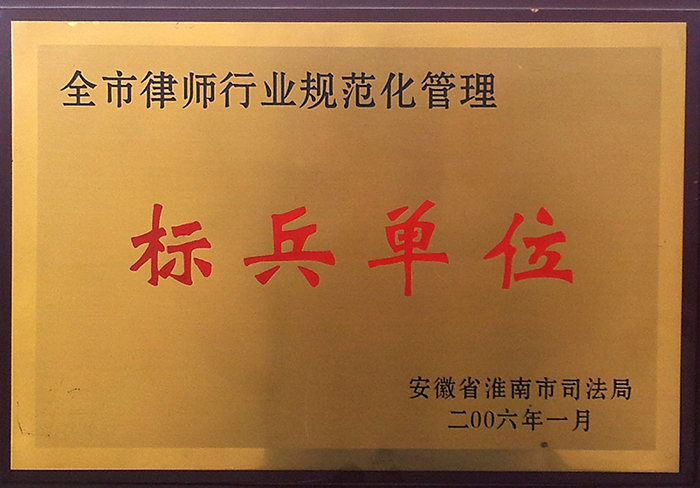 全市律师行业规范化管理
标兵单位
安徽省淮南市司法局
二00六年一月